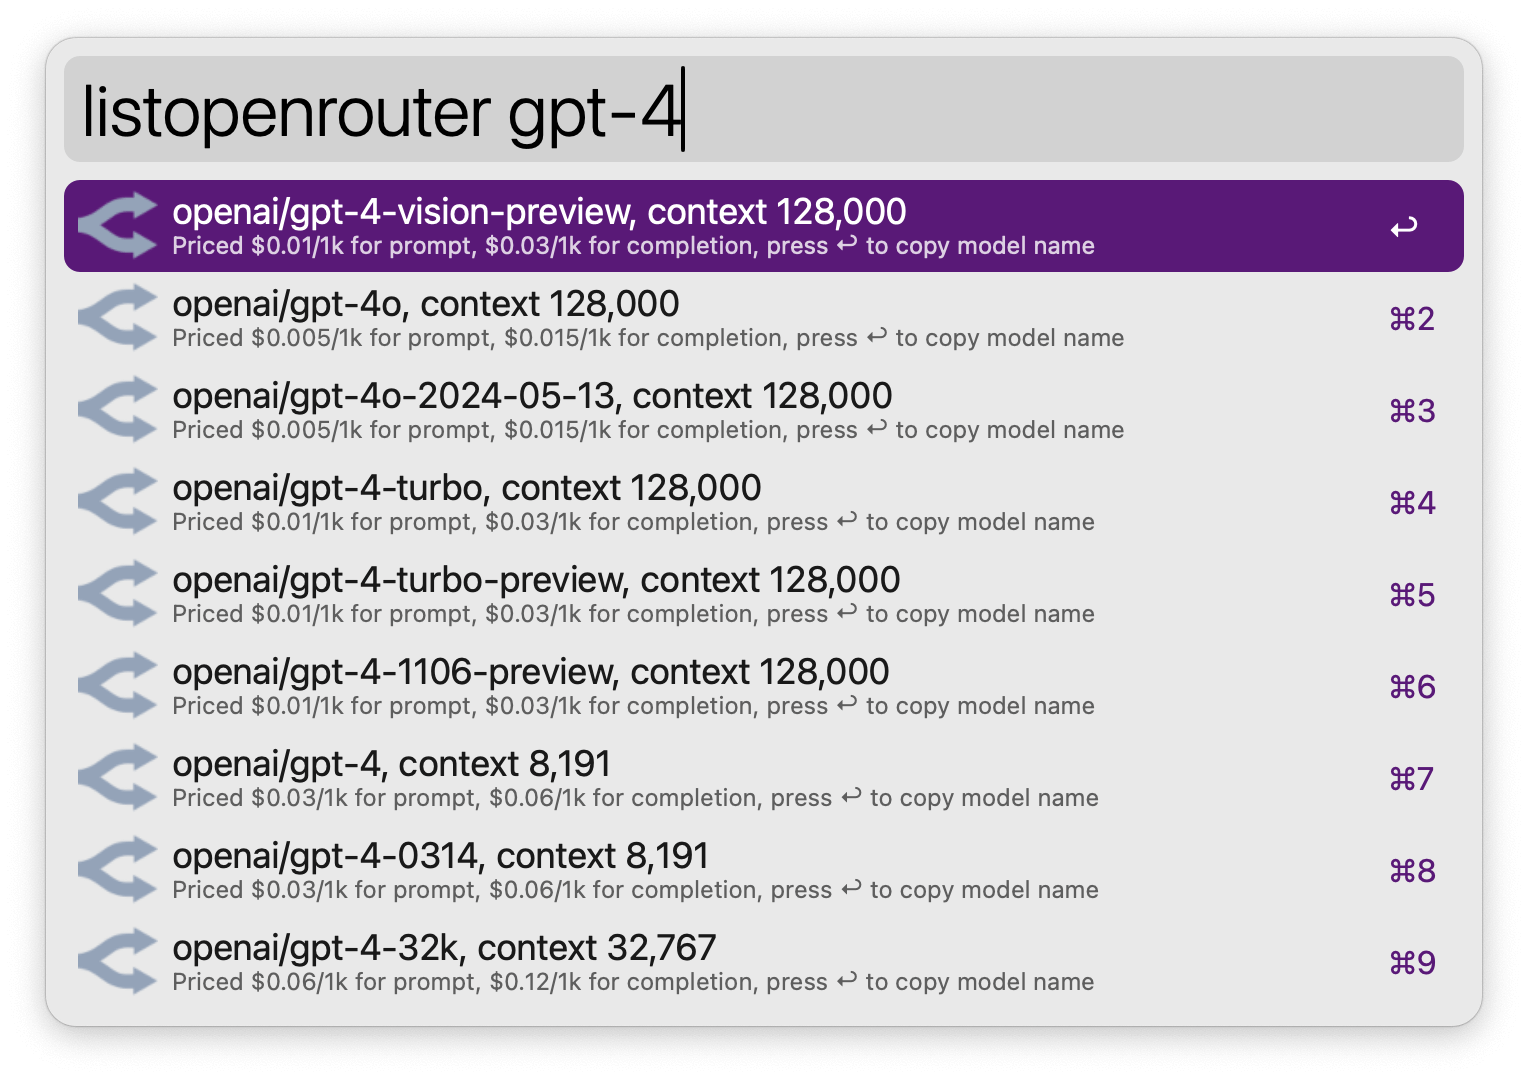 listopenrouter gpt-4
openai/gpt-4-vision-preview, context 128,000
Priced $0.01/1k for prompt, $0.03/1k for completion, press ↩ to copy model name
↩
openai/gpt-4o, context 128,000
Priced $0.005/1k for prompt, $0.015/1k for completion, press ↩ to copy model name
⌘2
openai/gpt-4o-2024-05-13, context 128,000
Priced $0.005/1k for prompt, $0.015/1k for completion, press ↩ to copy model name
⌘3
openai/gpt-4-turbo, context 128,000
Priced $0.01/1k for prompt, $0.03/1k for completion, press ↩ to copy model name
⌘4
openai/gpt-4-turbo-preview, context 128,000
Priced $0.01/1k for prompt, $0.03/1k for completion, press ↩ to copy model name
⌘5
openai/gpt-4-1106-preview, context 128,000
Priced $0.01/1k for prompt, $0.03/1k for completion, press ↩ to copy model name
⌘6
openai/gpt-4, context 8,191
Priced $0.03/1k for prompt, $0.06/1k for completion, press ↩ to copy model name
⌘7
openai/gpt-4-0314, context 8,191
Priced $0.03/1k for prompt, $0.06/1k for completion, press ↩ to copy model name
⌘8
openai/gpt-4-32k, context 32,767
Priced $0.06/1k for prompt, $0.12/1k for completion, press ↩ to copy model name
⌘9